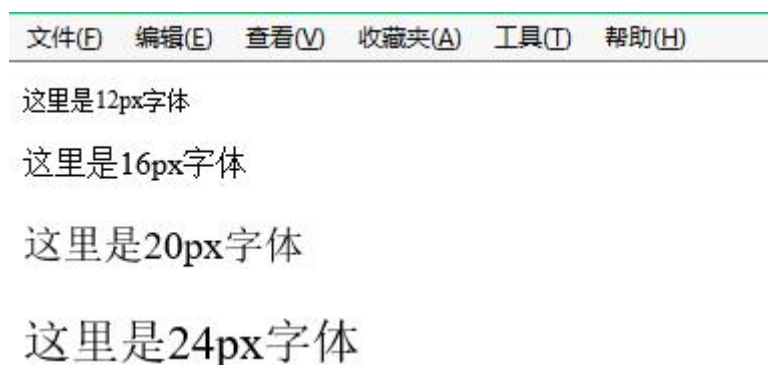 文件(F) 编辑(E) 查看(V) 收藏夹(A) 工具(T) 帮助(H)
这里是12px字体
这里是16px字体
这里是20px字体
这里是24px字体